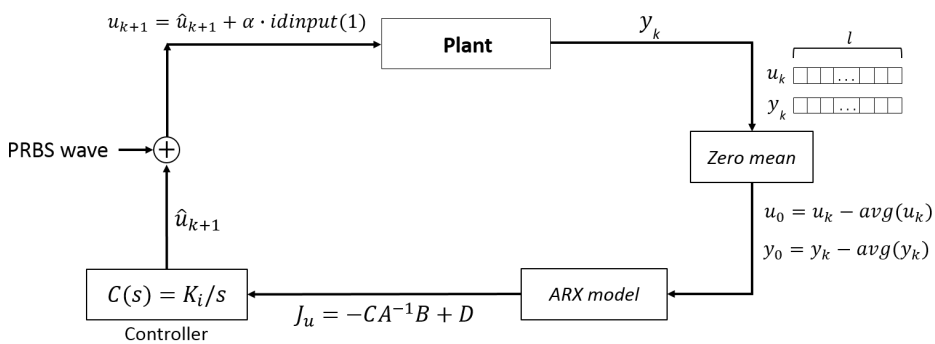 u_{k+1} = û_{k+1} + α · idinput(1)
Plant
y_k
l
u_k
...
y_k
...
PRBS wave
+
Zero mean
û_{k+1}
u_0 = u_k − avg(u_k)
y_0 = y_k − avg(y_k)
C(s) = K_i/s
ARX model
J_u = −CA^{−1}B + D
Controller